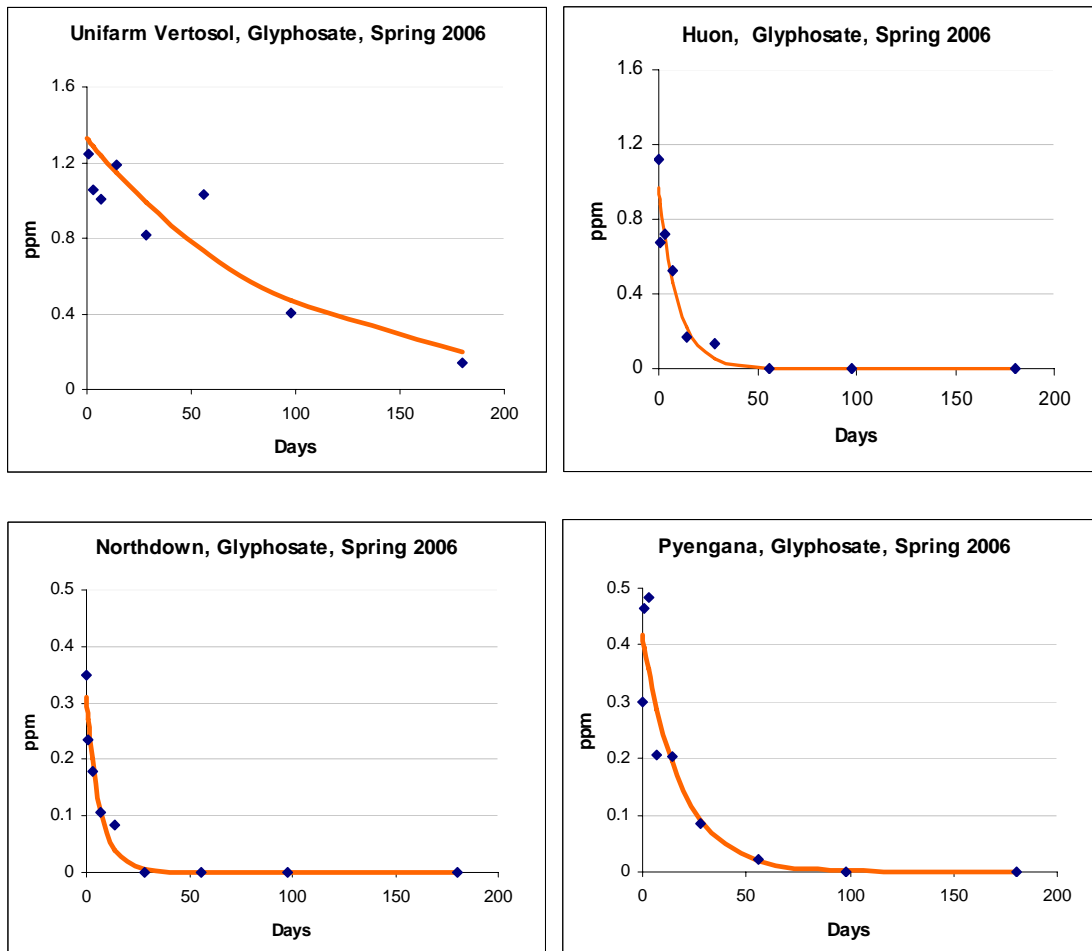 Unifarm Vertosol, Glyphosate, Spring 2006
1.6
1.2
0.8
0.4
0
ppm
0 50 100 150 200
Days
Huon, Glyphosate, Spring 2006
1.6
1.2
0.8
0.4
0
ppm
0 50 100 150 200
Days
Northdown, Glyphosate, Spring 2006
0.5
0.4
0.3
0.2
0.1
0
ppm
0 50 100 150 200
Days
Pyengana, Glyphosate, Spring 2006
0.5
0.4
0.3
0.2
0.1
0
ppm
0 50 100 150 200
Days